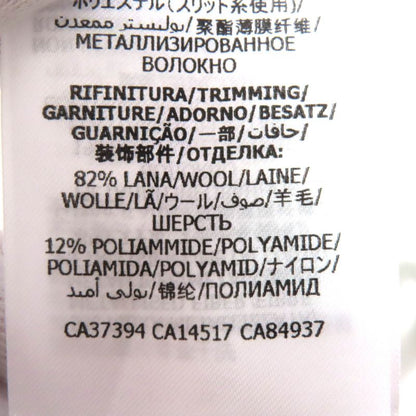 ポリエステル(スリット糸使用)/
بوليستر ممعدن/聚酯薄膜纤维/
МЕТАЛЛИЗИРОВАННОЕ
ВОЛОКНО
RIFINITURA/TRIMMING/
GARNITURE/ADORNO/BESATZ/
GUARNIÇÃO/一部/حافات/
装饰部件/ОТДЕЛКА:
82% LANA/WOOL/LAINE/
WOLLE/LÃ/ウール/صوف/羊毛/
ШЕРСТЬ
12% POLIAMMIDE/POLYAMIDE/
POLIAMIDA/POLYAMID/ナイロン/
بولي أميد/锦纶/ПОЛИАМИД
CA37394 CA14517 CA84937